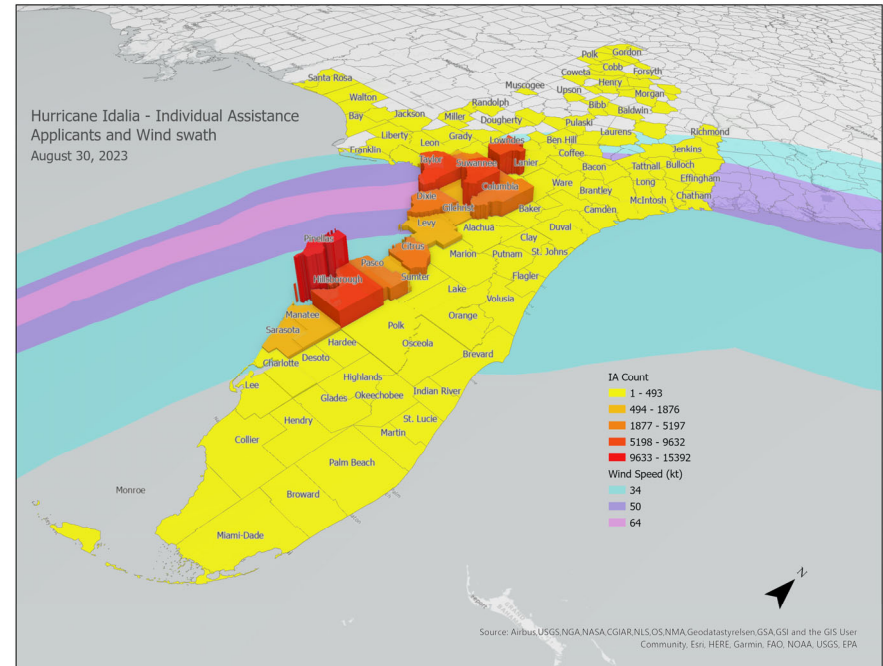 Hurricane Idalia - Individual Assistance
Applicants and Wind swath
August 30, 2023
Polk
Gordon
Cobb
Forsyth
Coweta
Henry
Santa Rosa
Muscogee
Upson
Morgan
Walton
Randolph
Bibb
Baldwin
Bay
Jackson
Miller
Dougherty
Pulaski
Laurens
Richmond
Liberty
Leon
Grady
Lowndes
Ben Hill
Jenkins
Franklin
Coffee
Taylor
Suwannee
Lanier
Bacon
Tattnall
Bulloch
Effingham
Dixie
Columbia
Ware
Brantley
Long
Chatham
Gilchrist
Baker
Camden
McIntosh
Levy
Alachua
Duval
Pinellas
Citrus
Clay
Marion
Putnam
St. Johns
Pasco
Hillsborough
Sumter
Flagler
Lake
Volusia
Manatee
Orange
Sarasota
Polk
Hardee
Osceola
Brevard
Charlotte
Desoto
Lee
Highlands
Glades
Okeechobee
Indian River
Hendry
St. Lucie
Collier
Martin
Palm Beach
Monroe
Broward
Miami-Dade
IA Count
1 - 493
494 - 1876
1877 - 5197
5198 - 9632
9633 - 15392
Wind Speed (kt)
34
50
64
N
Source: Airbus,USGS,NGA,NASA,CGIAR,NLS,OS,NMA,Geodatastyrelsen,GSA,GSI and the GIS User
Community, Esri, HERE, Garmin, FAO, NOAA, USGS, EPA